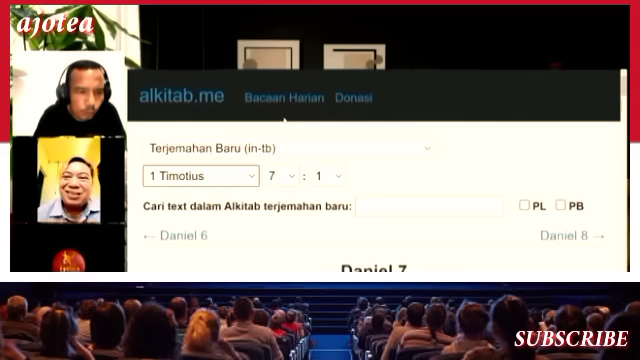 ajotea
alkitab.me Bacaan Harian Donasi
Terjemahan Baru (in-tb)
1 Timotius 7 : 1
Cari text dalam Alkitab terjemahan baru: PL PB
← Daniel 6 Daniel 8 →
Daniel 7
SUBSCRIBE